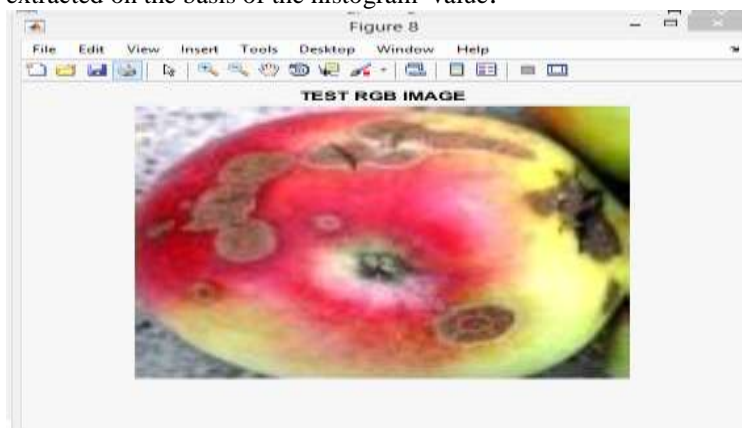 extracted on the basis of the histogram value.
Figure 8
File Edit View Insert Tools Desktop Window Help
TEST RGB IMAGE